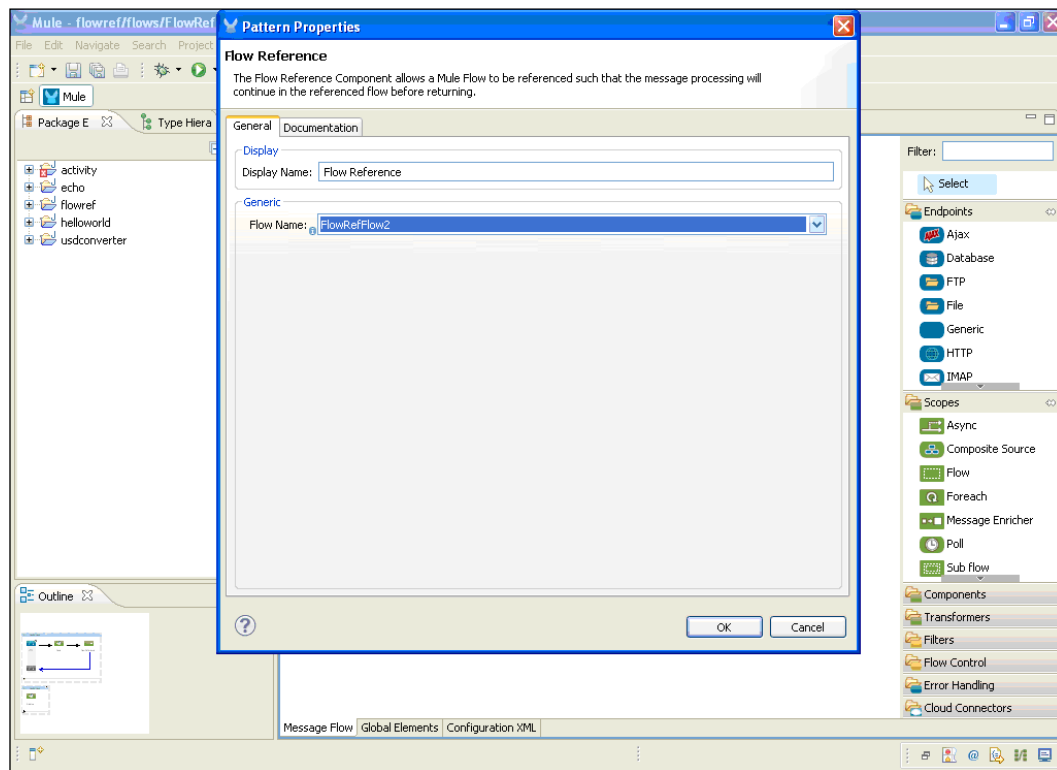 Mule - flowref/flows/FlowRef
Pattern Properties
File Edit Navigate Search Project
Flow Reference
The Flow Reference Component allows a Mule Flow to be referenced such that the message processing will
continue in the referenced flow before returning.
Mule
Package E
Type Hiera
General
Documentation
Display
Display Name:
Flow Reference
Generic
Flow Name:
FlowRefFlow2
activity
echo
flowref
helloworld
usdconverter
Filter:
Select
Endpoints
Ajax
Database
FTP
File
Generic
HTTP
IMAP
Scopes
Async
Composite Source
Flow
Foreach
Message Enricher
Poll
Sub flow
Components
Transformers
Filters
Flow Control
Error Handling
Cloud Connectors
Outline
?
OK
Cancel
Message Flow
Global Elements
Configuration XML